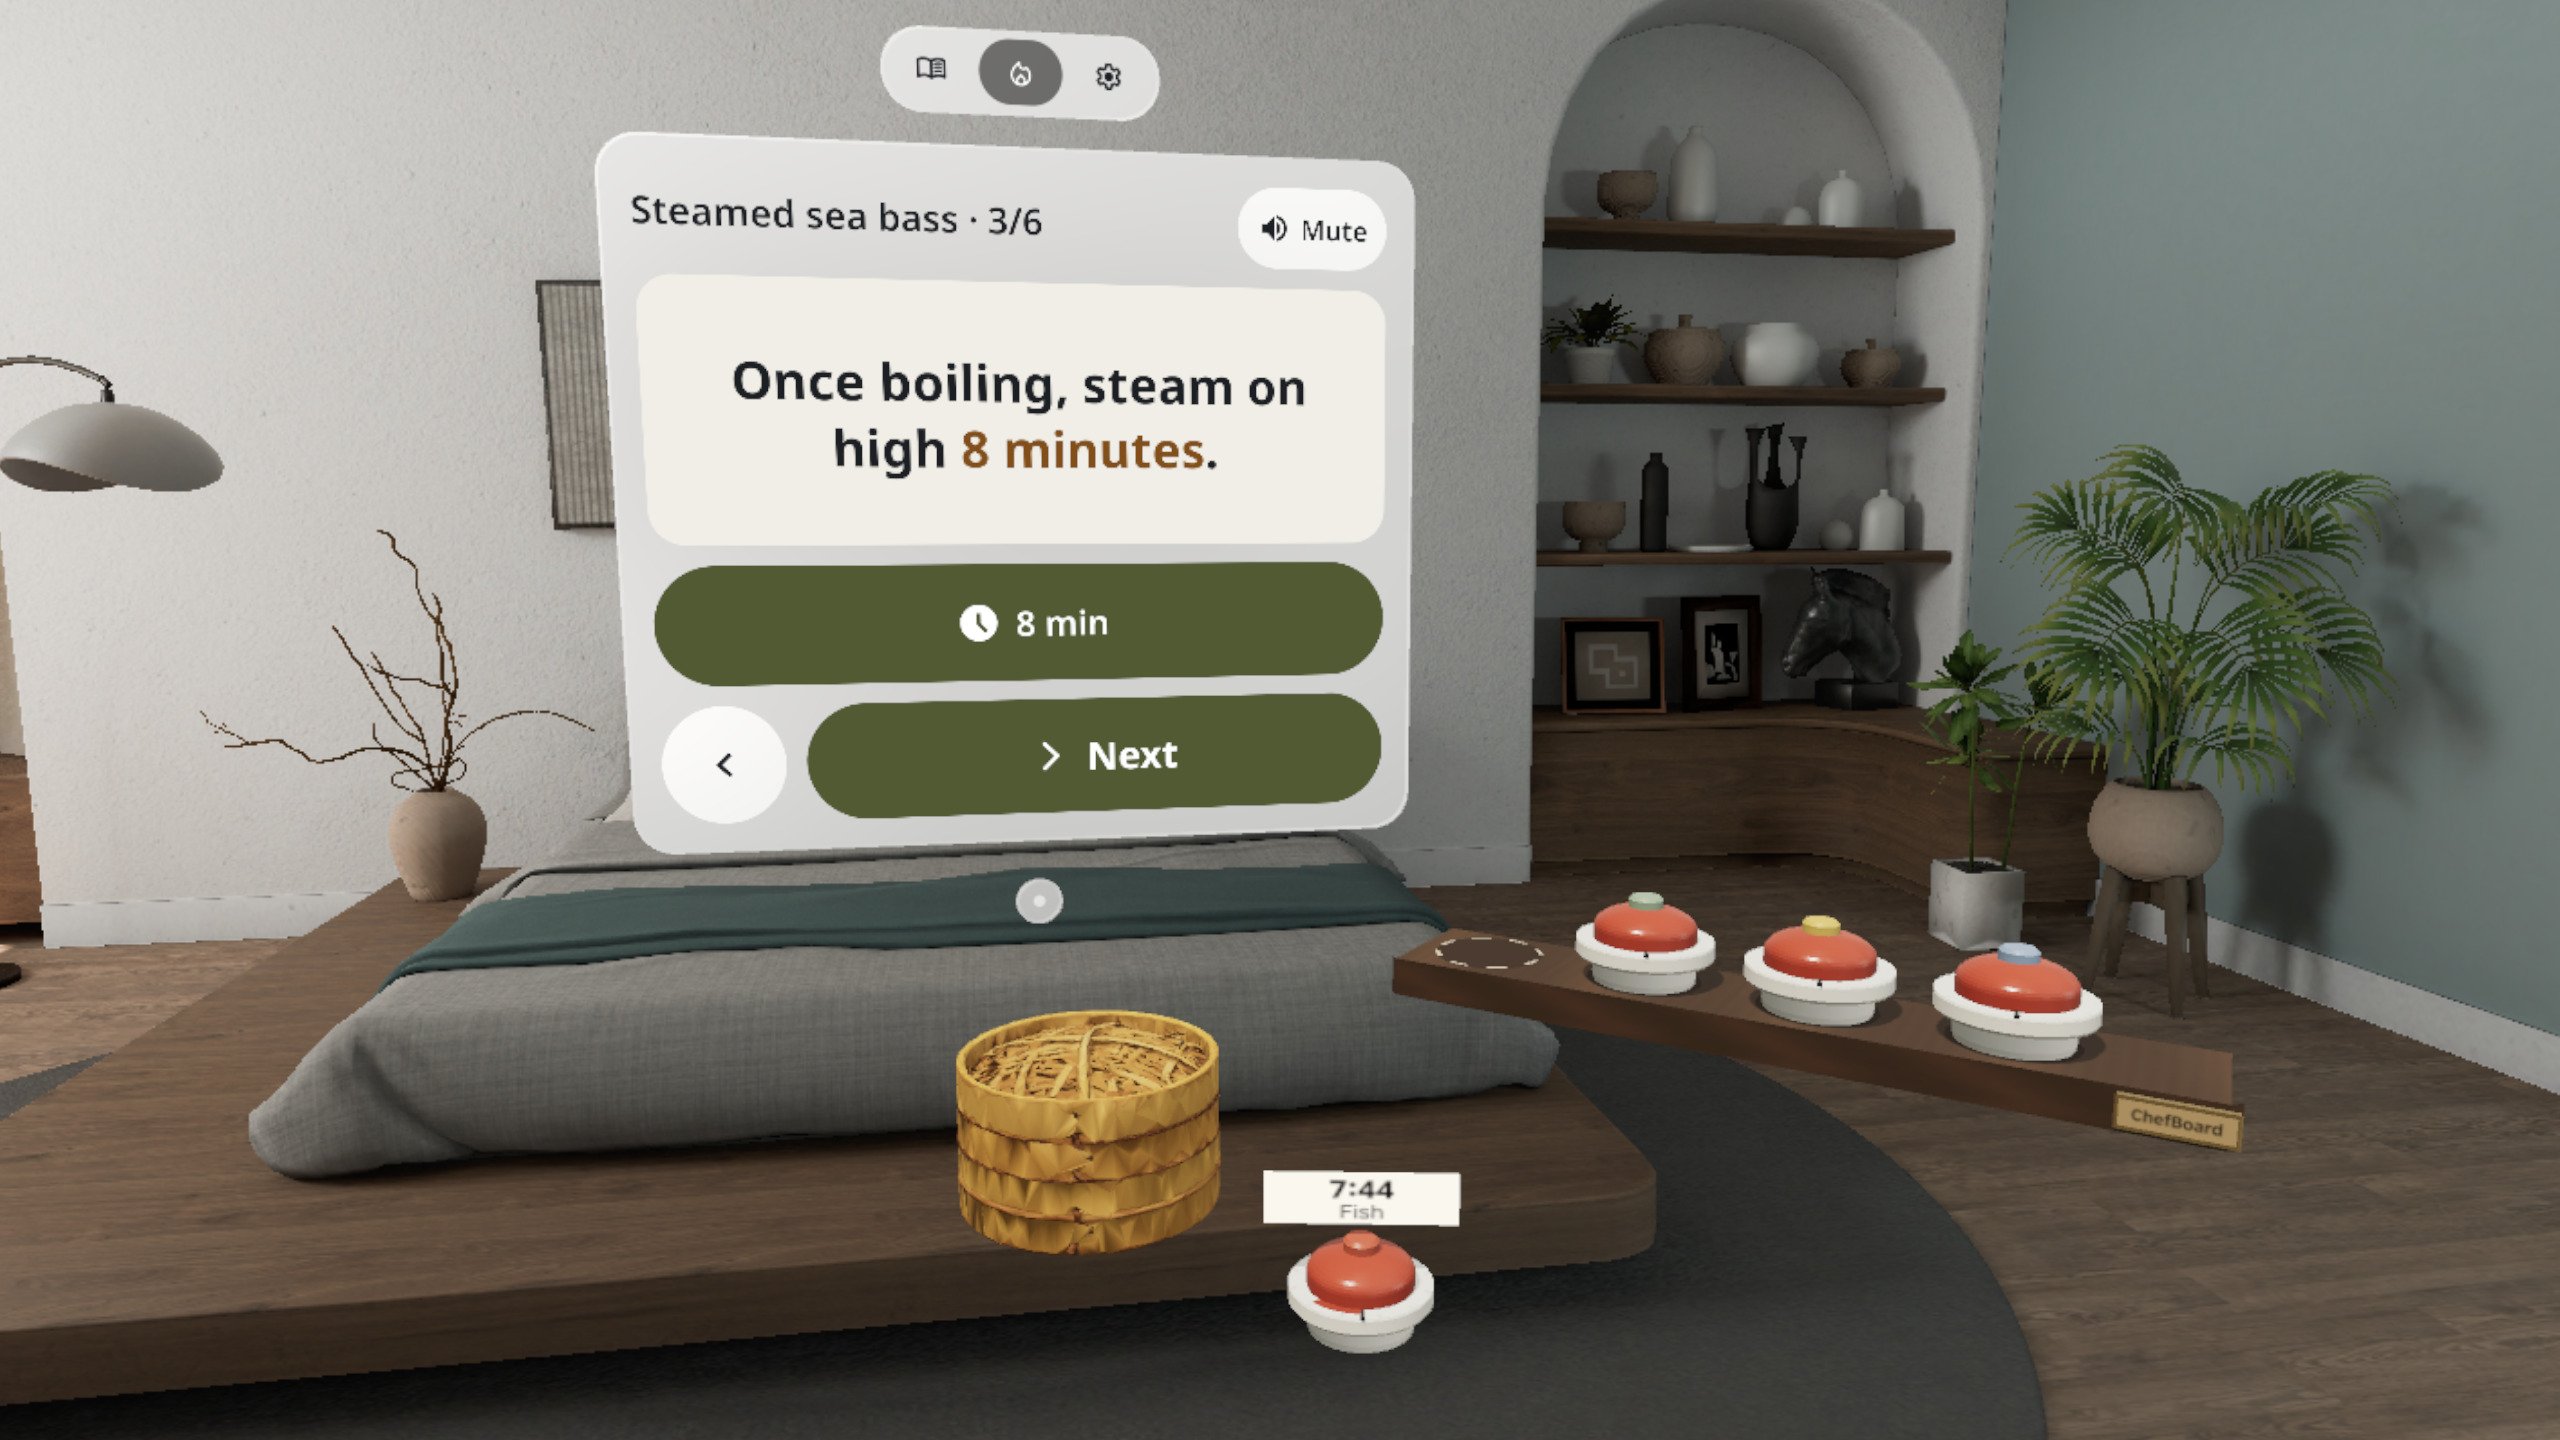 Steamed sea bass · 3/6
Mute
Once boiling, steam on
high 8 minutes.
8 min
Next
7:44
Fish
ChefBoard